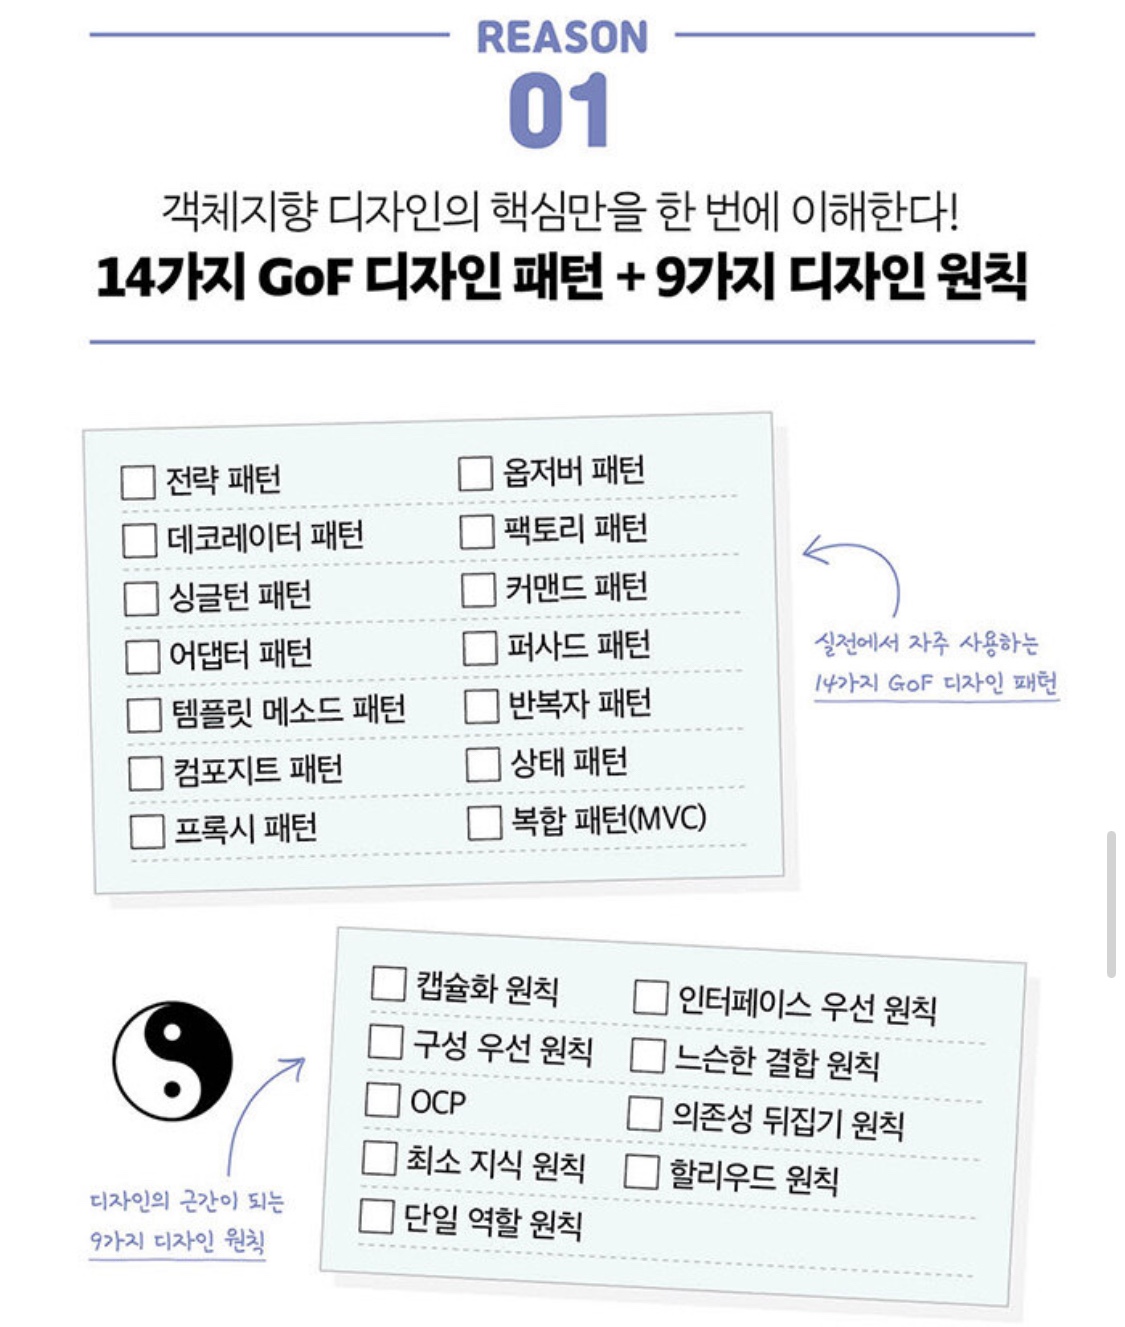 REASON
01
객체지향 디자인의 핵심만을 한 번에 이해한다!
14가지 GoF 디자인 패턴 + 9가지 디자인 원칙
전략 패턴
옵저버 패턴
데코레이터 패턴
팩토리 패턴
싱글턴 패턴
커맨드 패턴
어댑터 패턴
퍼사드 패턴
템플릿 메소드 패턴
반복자 패턴
컴포지트 패턴
상태 패턴
프록시 패턴
복합 패턴(MVC)
실전에서 자주 사용하는
14가지 GoF 디자인 패턴
캡슐화 원칙
인터페이스 우선 원칙
구성 우선 원칙
느슨한 결합 원칙
OCP
의존성 뒤집기 원칙
최소 지식 원칙
할리우드 원칙
단일 역할 원칙
디자인의 근간이 되는
9가지 디자인 원칙